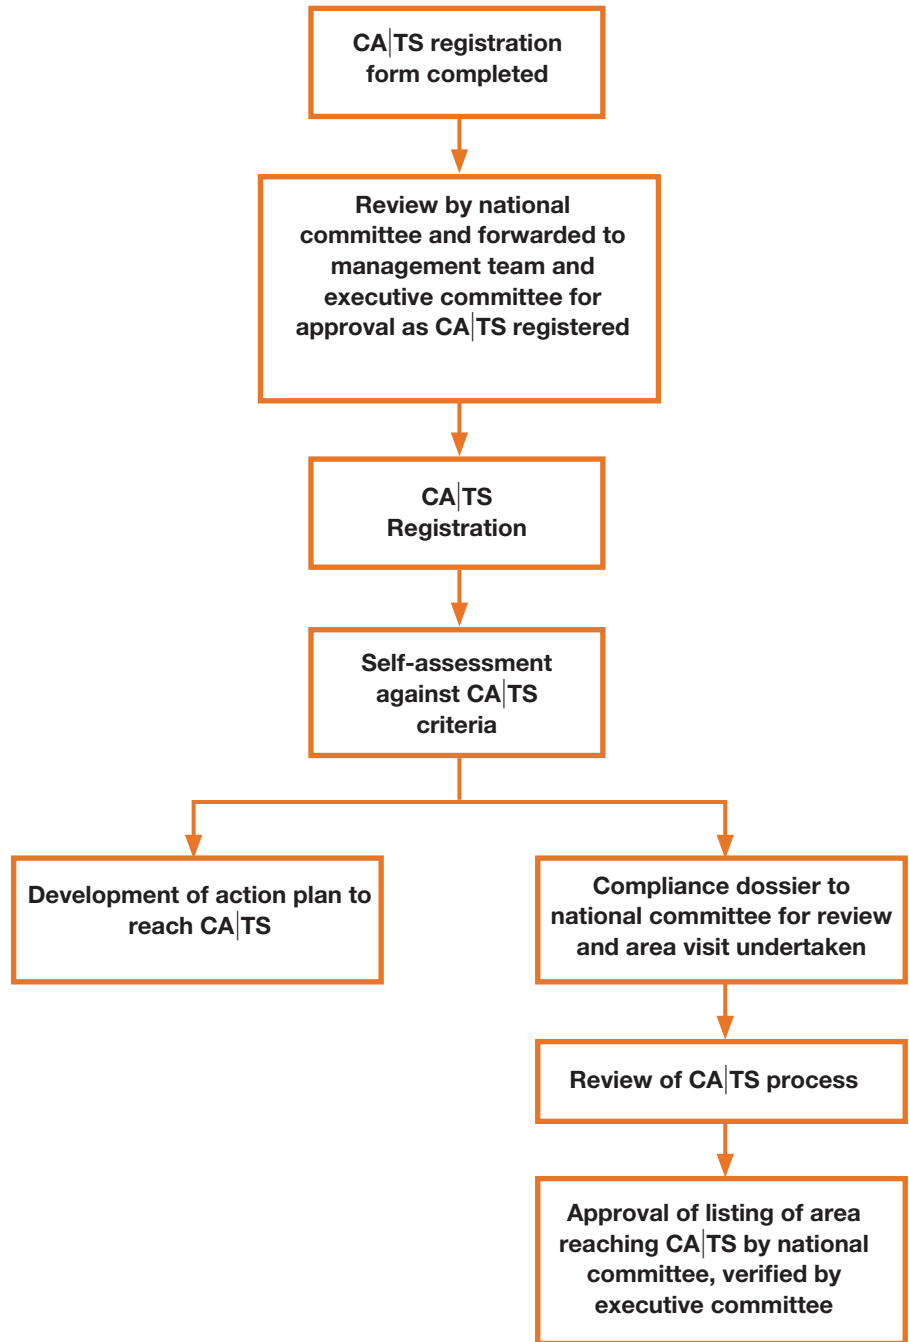 CA|TS registration
form completed
Review by national
committee and forwarded to
management team and
executive committee for
approval as CA|TS registered
CA|TS
Registration
Self-assessment
against CA|TS
criteria
Development of action plan to
reach CA|TS
Compliance dossier to
national committee for review
and area visit undertaken
Review of CA|TS process
Approval of listing of area
reaching CA|TS by national
committee, verified by
executive committee